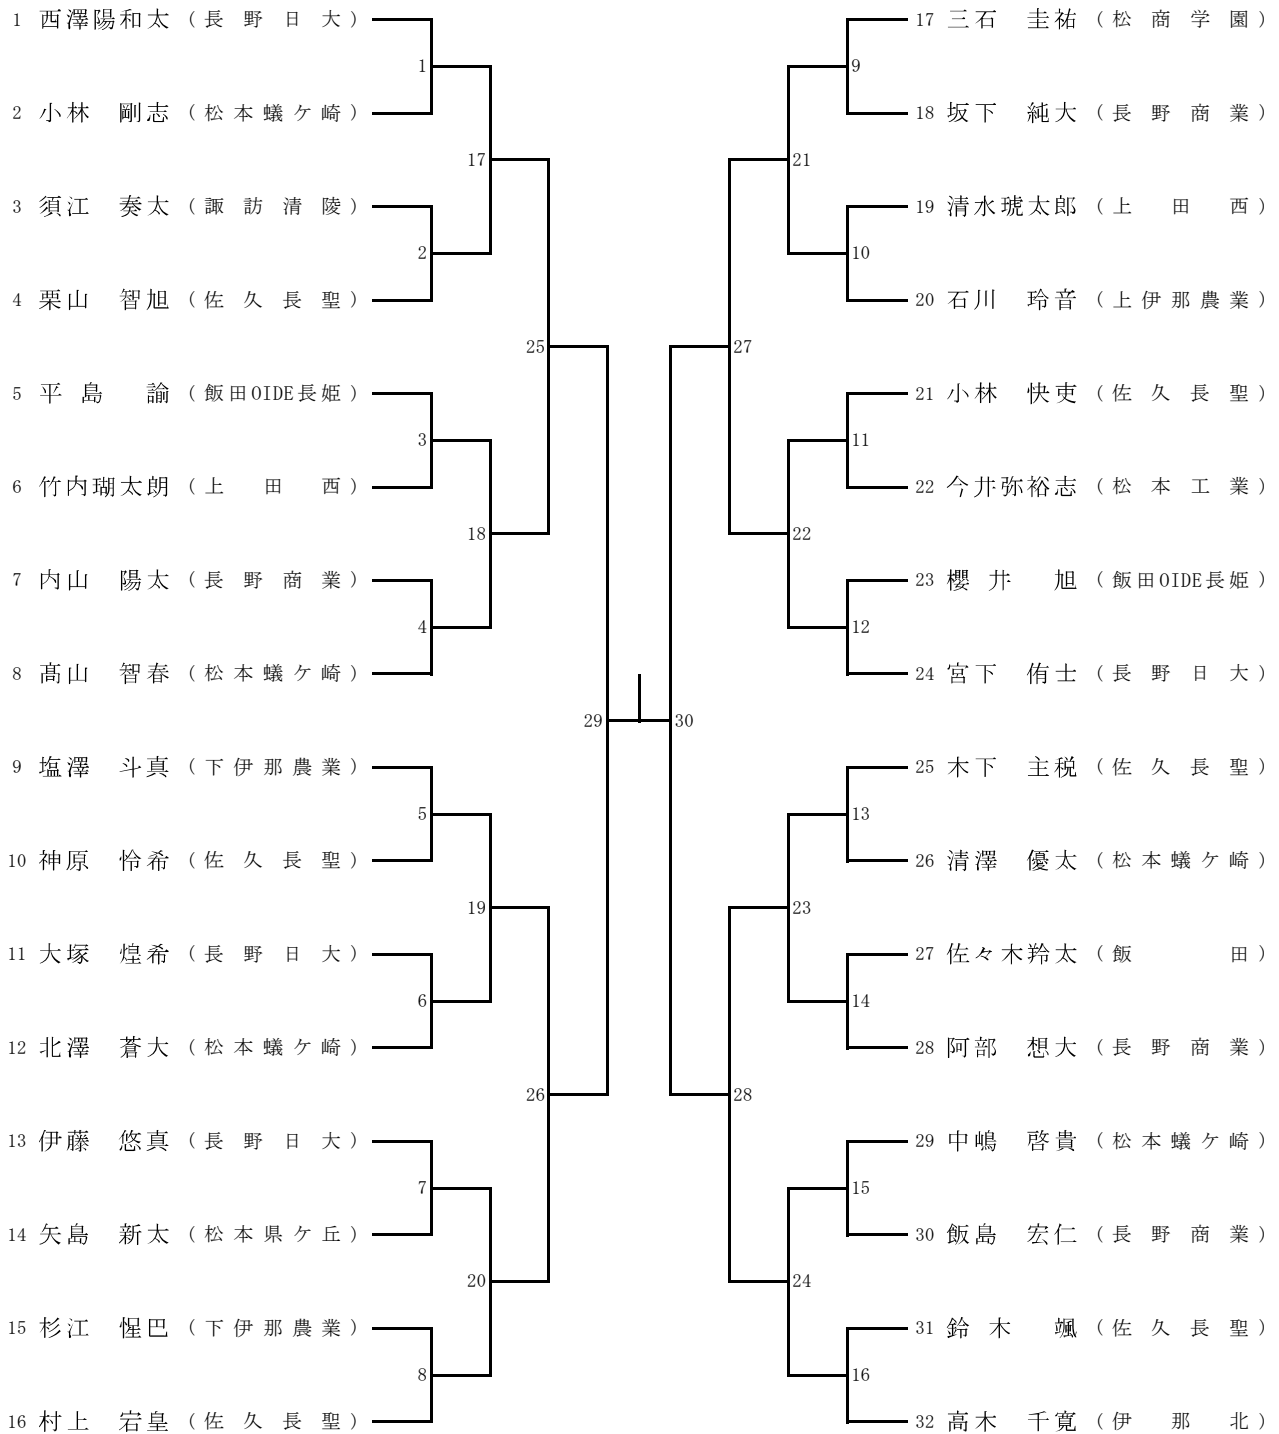 1 西澤陽和太 (長野日大)
1
2 小林 剛志 (松本蟻ケ崎)
17
3 須江 奏太 (諏訪清陵)
2
4 栗山 智旭 (佐久長聖)
25
5 平島 諭 (飯田OIDE長姫)
3
6 竹内瑚太朗 (上田西)
18
7 内山 陽太 (長野商業)
4
8 髙山 智春 (松本蟻ケ崎)
29
9 塩澤 斗真 (下伊那農業)
5
10 神原 怜希 (佐久長聖)
19
11 大塚 煌希 (長野日大)
6
12 北澤 蒼大 (松本蟻ケ崎)
26
13 伊藤 悠真 (長野日大)
7
14 矢島 新太 (松本県ケ丘)
20
15 杉江 惺巴 (下伊那農業)
8
16 村上 宕皇 (佐久長聖)
17 三石 圭祐 (松商学園)
9
18 坂下 純大 (長野商業)
21
19 清水琥太郎 (上田西)
10
20 石川 玲音 (上伊那農業)
27
21 小林 快吏 (佐久長聖)
11
22 今井弥裕志 (松本工業)
22
23 櫻井 旭 (飯田OIDE長姫)
12
24 宮下 侑士 (長野日大)
30
25 木下 主税 (佐久長聖)
13
26 清澤 優太 (松本蟻ケ崎)
23
27 佐々木羚太 (飯田)
14
28 阿部 想大 (長野商業)
28
29 中嶋 啓貴 (松本蟻ケ崎)
15
30 飯島 宏仁 (長野商業)
24
31 鈴木 颯 (佐久長聖)
16
32 高木 千寛 (伊那北)